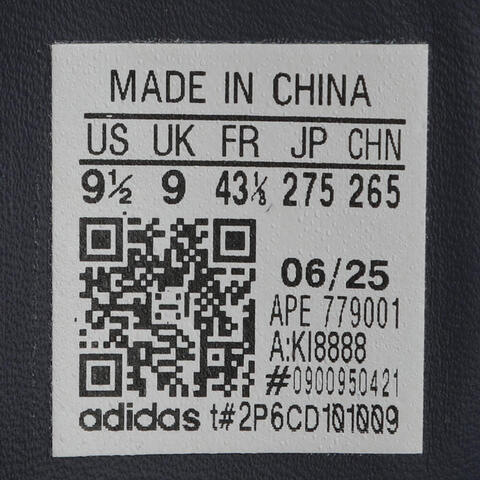 MADE IN CHINA
US UK FR JP CHN
9½ 9 43⅓ 275 265
06/25
APE 779001
A:KI8888
#0900950421
adidas t#2P6CD101009